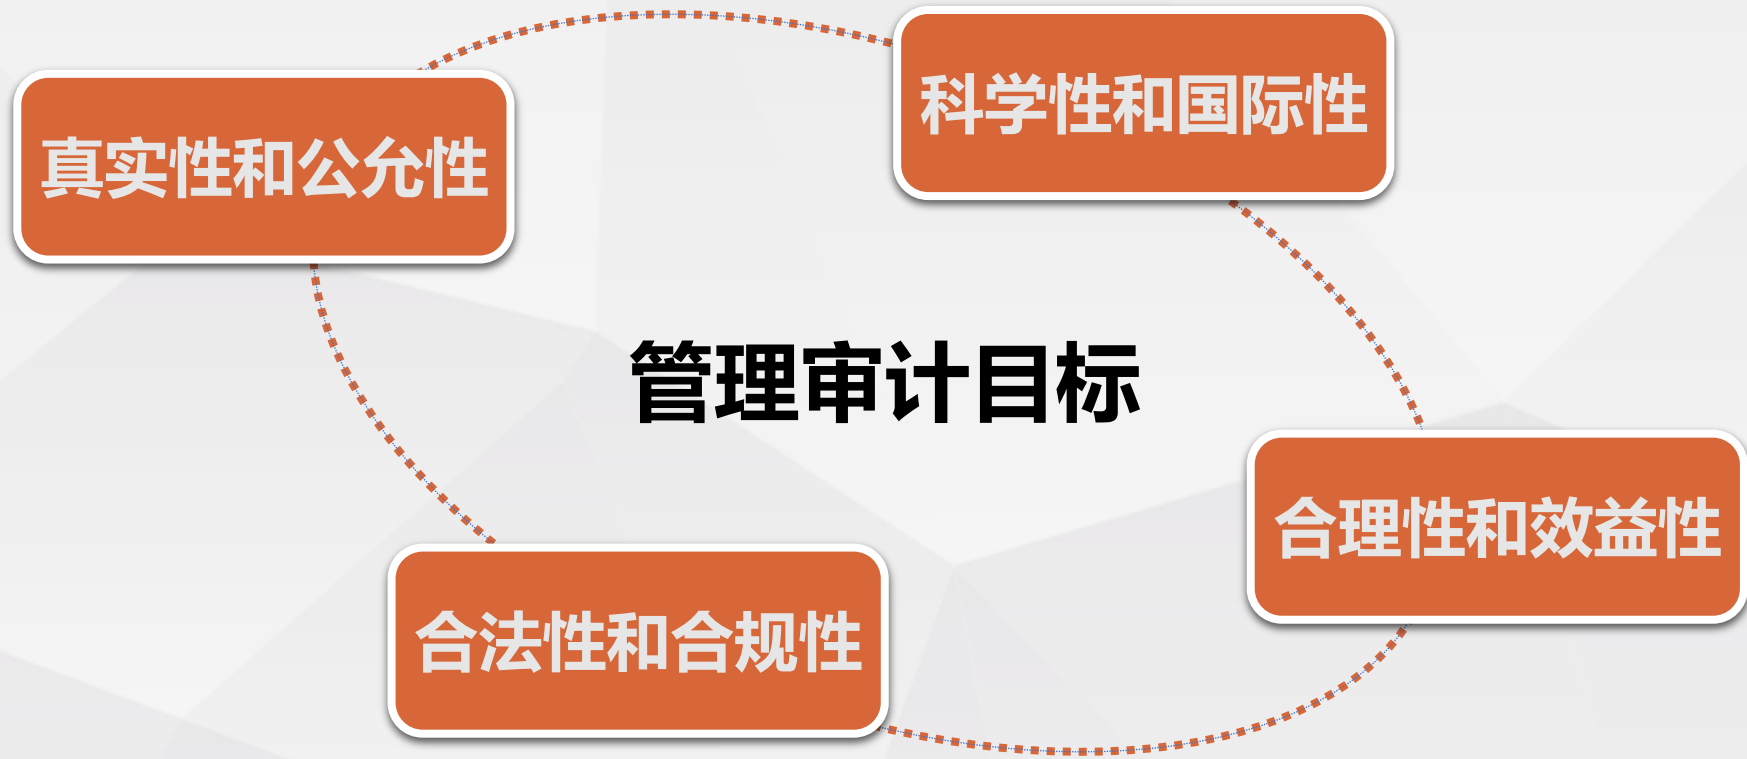 科学性和国际性
真实性和公允性
管理审计目标
合理性和效益性
合法性和合规性